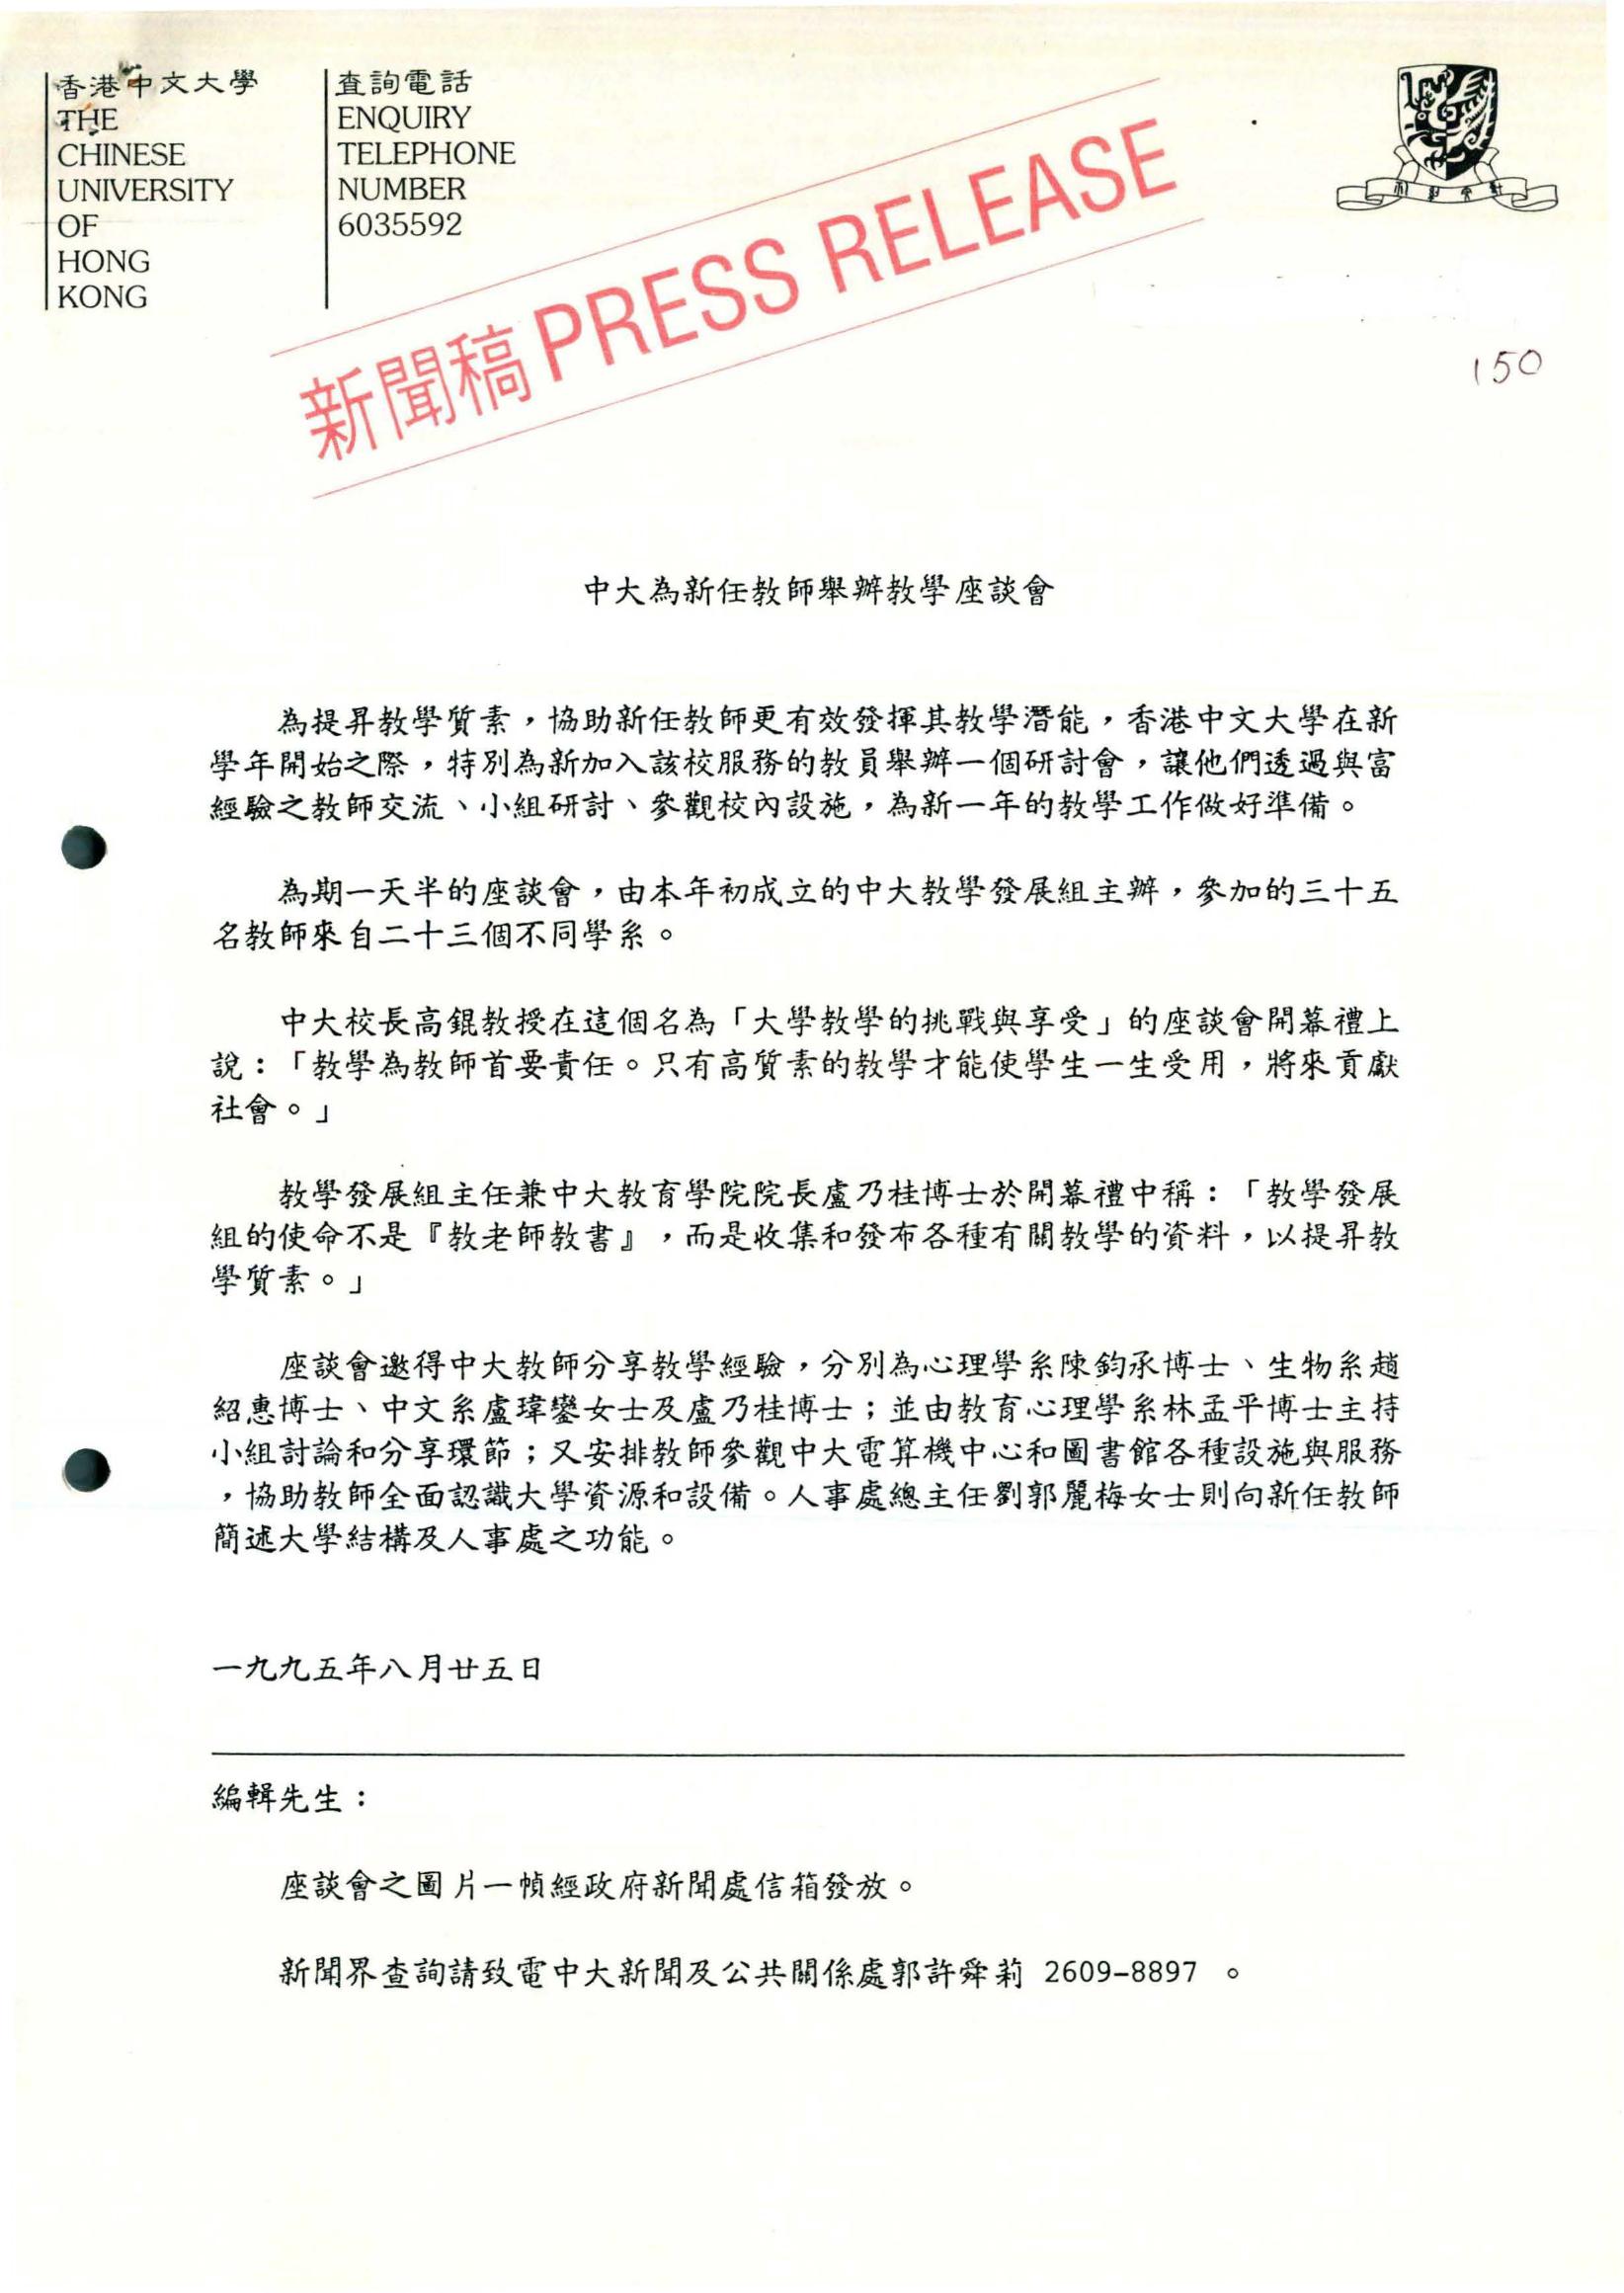 香港中文大學
THE
CHINESE
UNIVERSITY
OF
HONG
KONG
查詢電話
ENQUIRY
TELEPHONE
NUMBER
6035592
新聞稿 PRESS RELEASE
150
中大為新任教師舉辦教學座談會
為提昇教學質素，協助新任教師更有效發揮其教學潛能，香港中文大學在新
學年開始之際，特別為新加入該校服務的教員舉辦一個研討會，讓他們透過與富
經驗之教師交流、小組研討、參觀校內設施，為新一年的教學工作做好準備。
為期一天半的座談會，由本年初成立的中大教學發展組主辦，參加的三十五
名教師來自二十三個不同學系。
中大校長高錕教授在這個名為「大學教學的挑戰與享受」的座談會開幕禮上
說：「教學為教師首要責任。只有高質素的教學才能使學生一生受用，將來貢獻
社會。」
教學發展組主任兼中大教育學院院長盧乃桂博士於開幕禮中稱：「教學發展
組的使命不是『教老師教書』，而是收集和發布各種有關教學的資料，以提昇教
學質素。」
座談會邀得中大教師分享教學經驗，分別為心理學系陳鈞承博士、生物系趙
紹惠博士、中文系盧瑋鑾女士及盧乃桂博士；並由教育心理學系林孟平博士主持
小組討論和分享環節；又安排教師參觀中大電算機中心和圖書館各種設施與服務
，協助教師全面認識大學資源和設備。人事處總主任劉郭麗梅女士則向新任教師
簡述大學結構及人事處之功能。
一九九五年八月廿五日
編輯先生：
座談會之圖片一幀經政府新聞處信箱發放。
新聞界查詢請致電中大新聞及公共關係處郭許舜莉 2609-8897 。